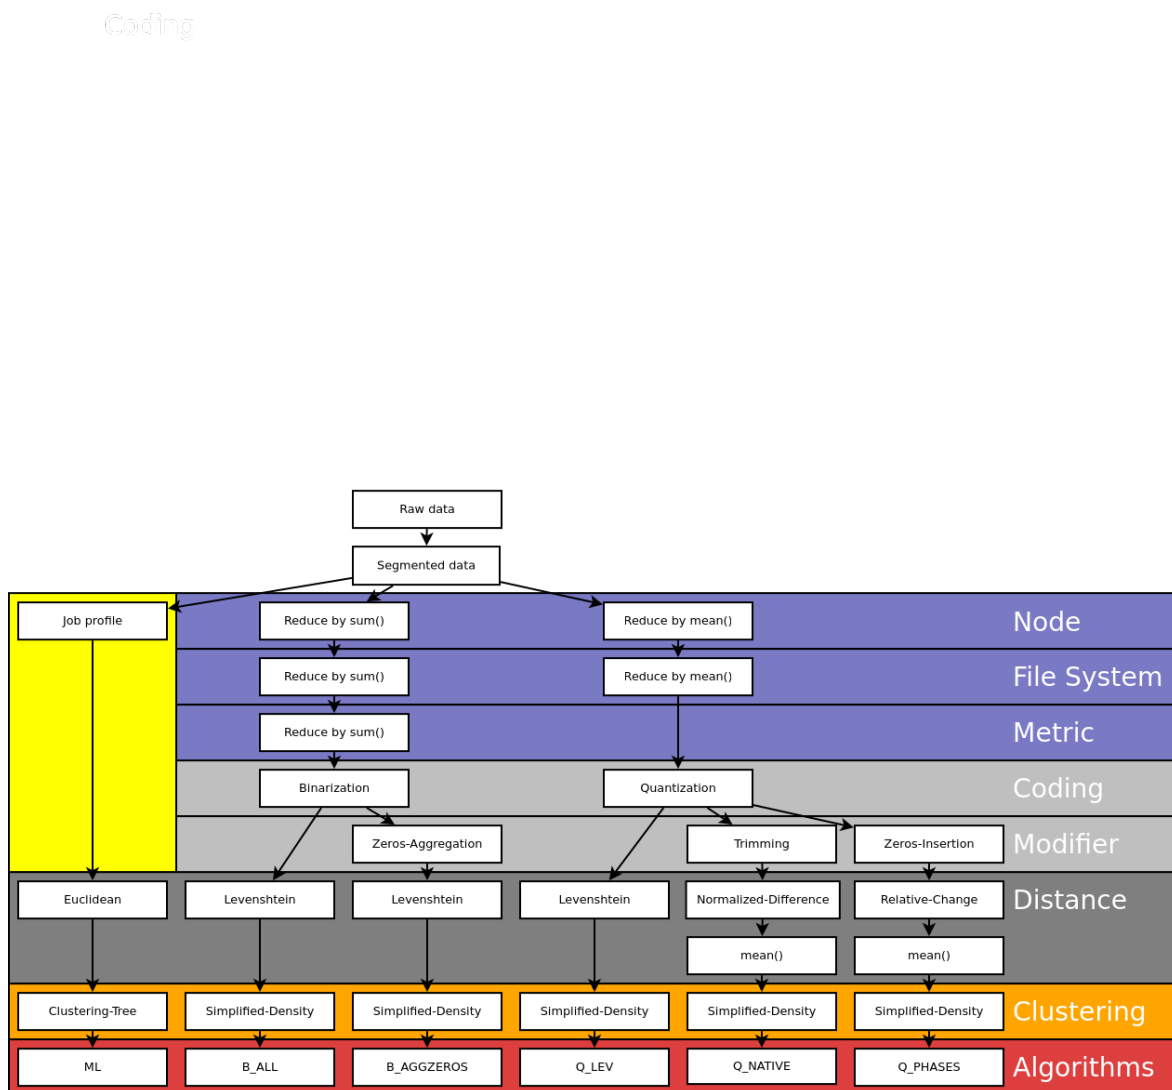 Coding
Raw data
Segmented data
Job profile
Reduce by sum()
Reduce by mean()
Node
Reduce by sum()
Reduce by mean()
File System
Reduce by sum()
Metric
Binarization
Quantization
Coding
Zeros-Aggregation
Trimming
Zeros-Insertion
Modifier
Euclidean
Levenshtein
Levenshtein
Levenshtein
Normalized-Difference
Relative-Change
Distance
mean()
mean()
Clustering-Tree
Simplified-Density
Simplified-Density
Simplified-Density
Simplified-Density
Simplified-Density
Clustering
ML
B_ALL
B_AGGZEROS
Q_LEV
Q_NATIVE
Q_PHASES
Algorithms